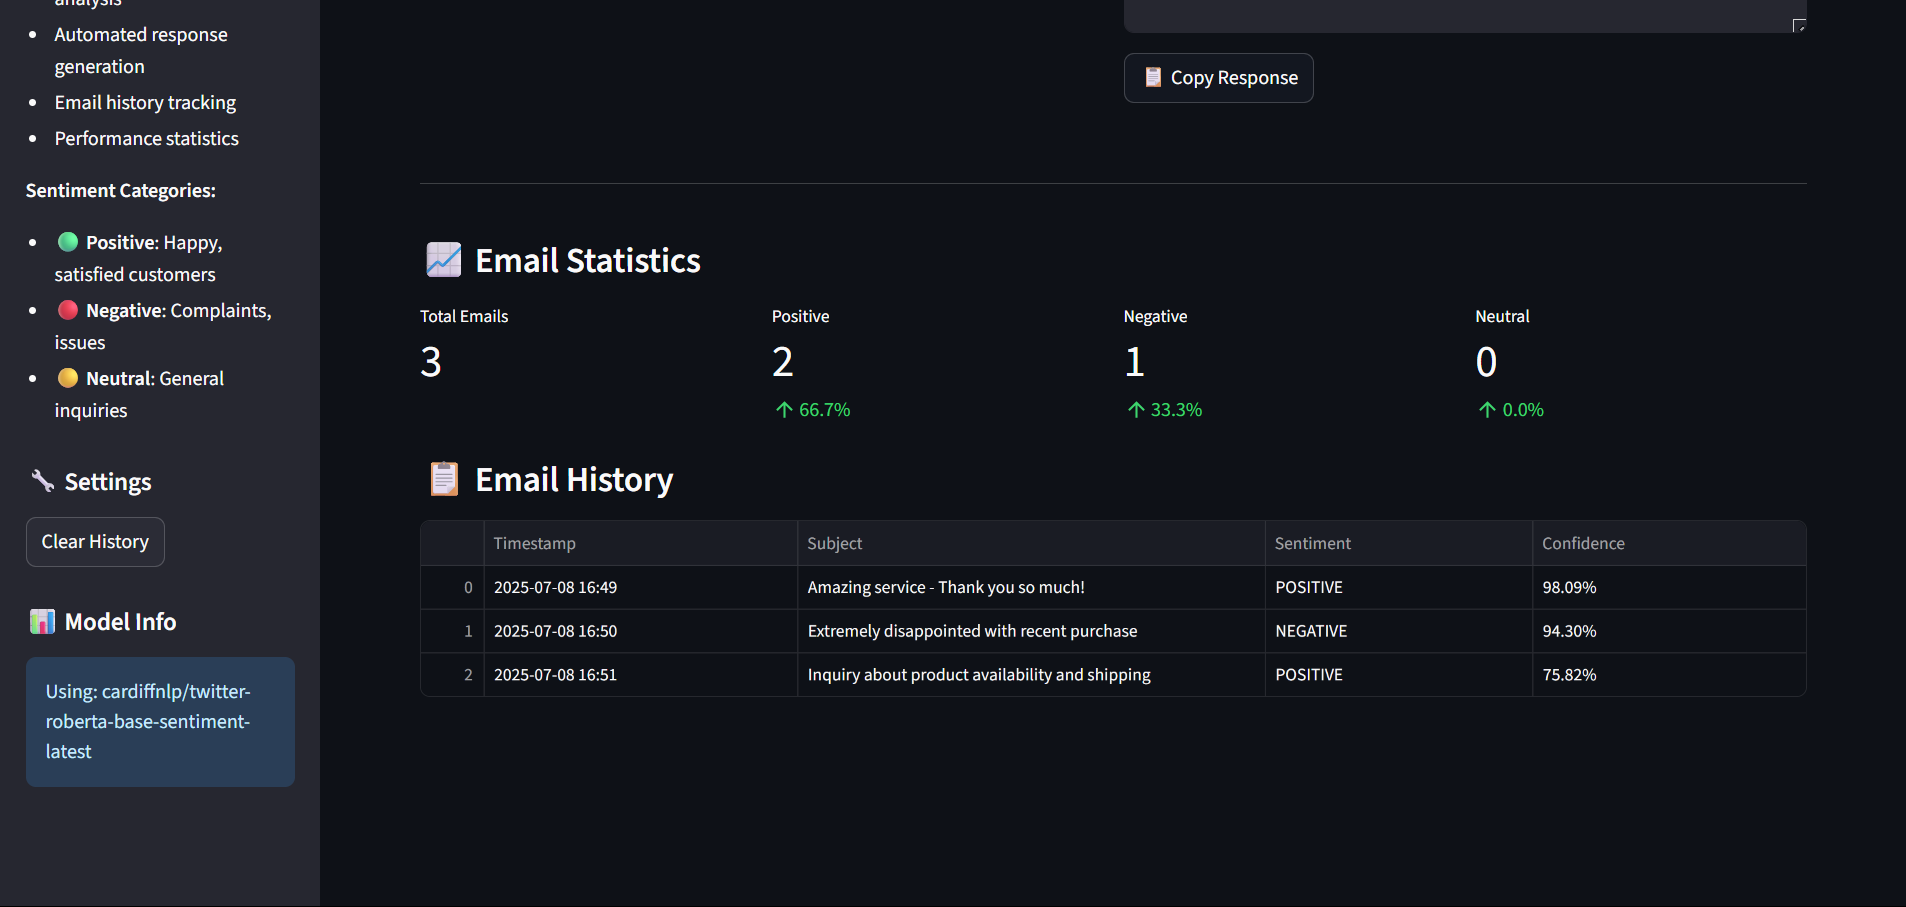 analysis
Automated response
generation
Email history tracking
Performance statistics
Sentiment Categories:
Positive: Happy,
satisfied customers
Negative: Complaints,
issues
Neutral: General
inquiries
Settings
Clear History
Model Info
Using: cardiffnlp/twitter-
roberta-base-sentiment-
latest
Copy Response
Email Statistics
Total Emails Positive Negative Neutral
3 2 1 0
↑ 66.7% ↑ 33.3% ↑ 0.0%
Email History
Timestamp Subject Sentiment Confidence
0 2025-07-08 16:49 Amazing service - Thank you so much! POSITIVE 98.09%
1 2025-07-08 16:50 Extremely disappointed with recent purchase NEGATIVE 94.30%
2 2025-07-08 16:51 Inquiry about product availability and shipping POSITIVE 75.82%